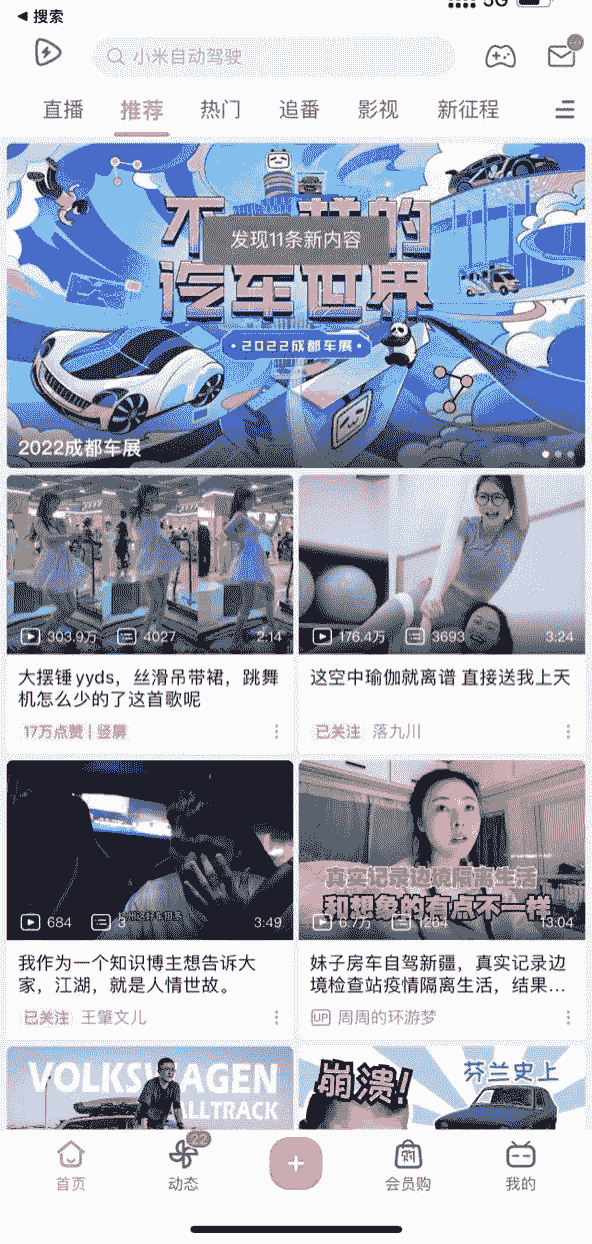 搜索
5G
小米自动驾驶
直播
推荐
热门
追番
影视
新征程
不一样的
汽车世界
发现11条新内容
2022成都车展
2022成都车展
303.9万
4027
2:14
176.4万
3693
3:24
大摆锤yyds，丝滑吊带裙，跳舞
机怎么少的了这首歌呢
17万点赞 | 竖屏
这空中瑜伽就离谱 直接送我上天
已关注 落九川
684
3
3:49
真实记录边境隔离生活
和想象的有点不一样
6.7万
1264
13:04
我作为一个知识博主想告诉大
家，江湖，就是人情世故。
已关注 王肇文儿
妹子房车自驾新疆，真实记录边
境检查站疫情隔离生活，结果...
UP 周周的环游梦
VOLKSWAGEN
ALLTRACK
崩溃!
芬兰史上
首页
动态
22
会员购
我的